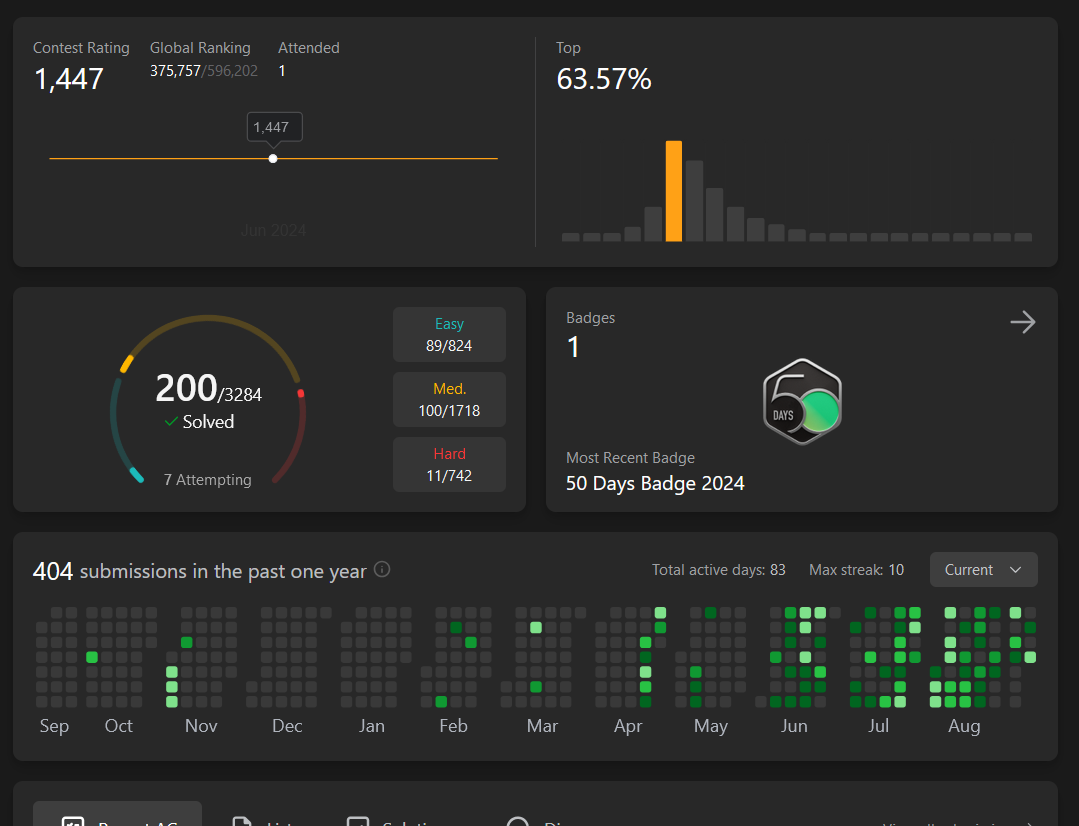 Contest Rating
1,447
Global Ranking
375,757/596,202
Attended
1
1,447
Jun 2024
Top
63.57%
200/3284
Solved
7 Attempting
Easy
89/824
Med.
100/1718
Hard
11/742
Badges
1
50
DAYS
Most Recent Badge
50 Days Badge 2024
404 submissions in the past one year
Total active days: 83
Max streak: 10
Current
Sep Oct Nov Dec Jan Feb Mar Apr May Jun Jul Aug